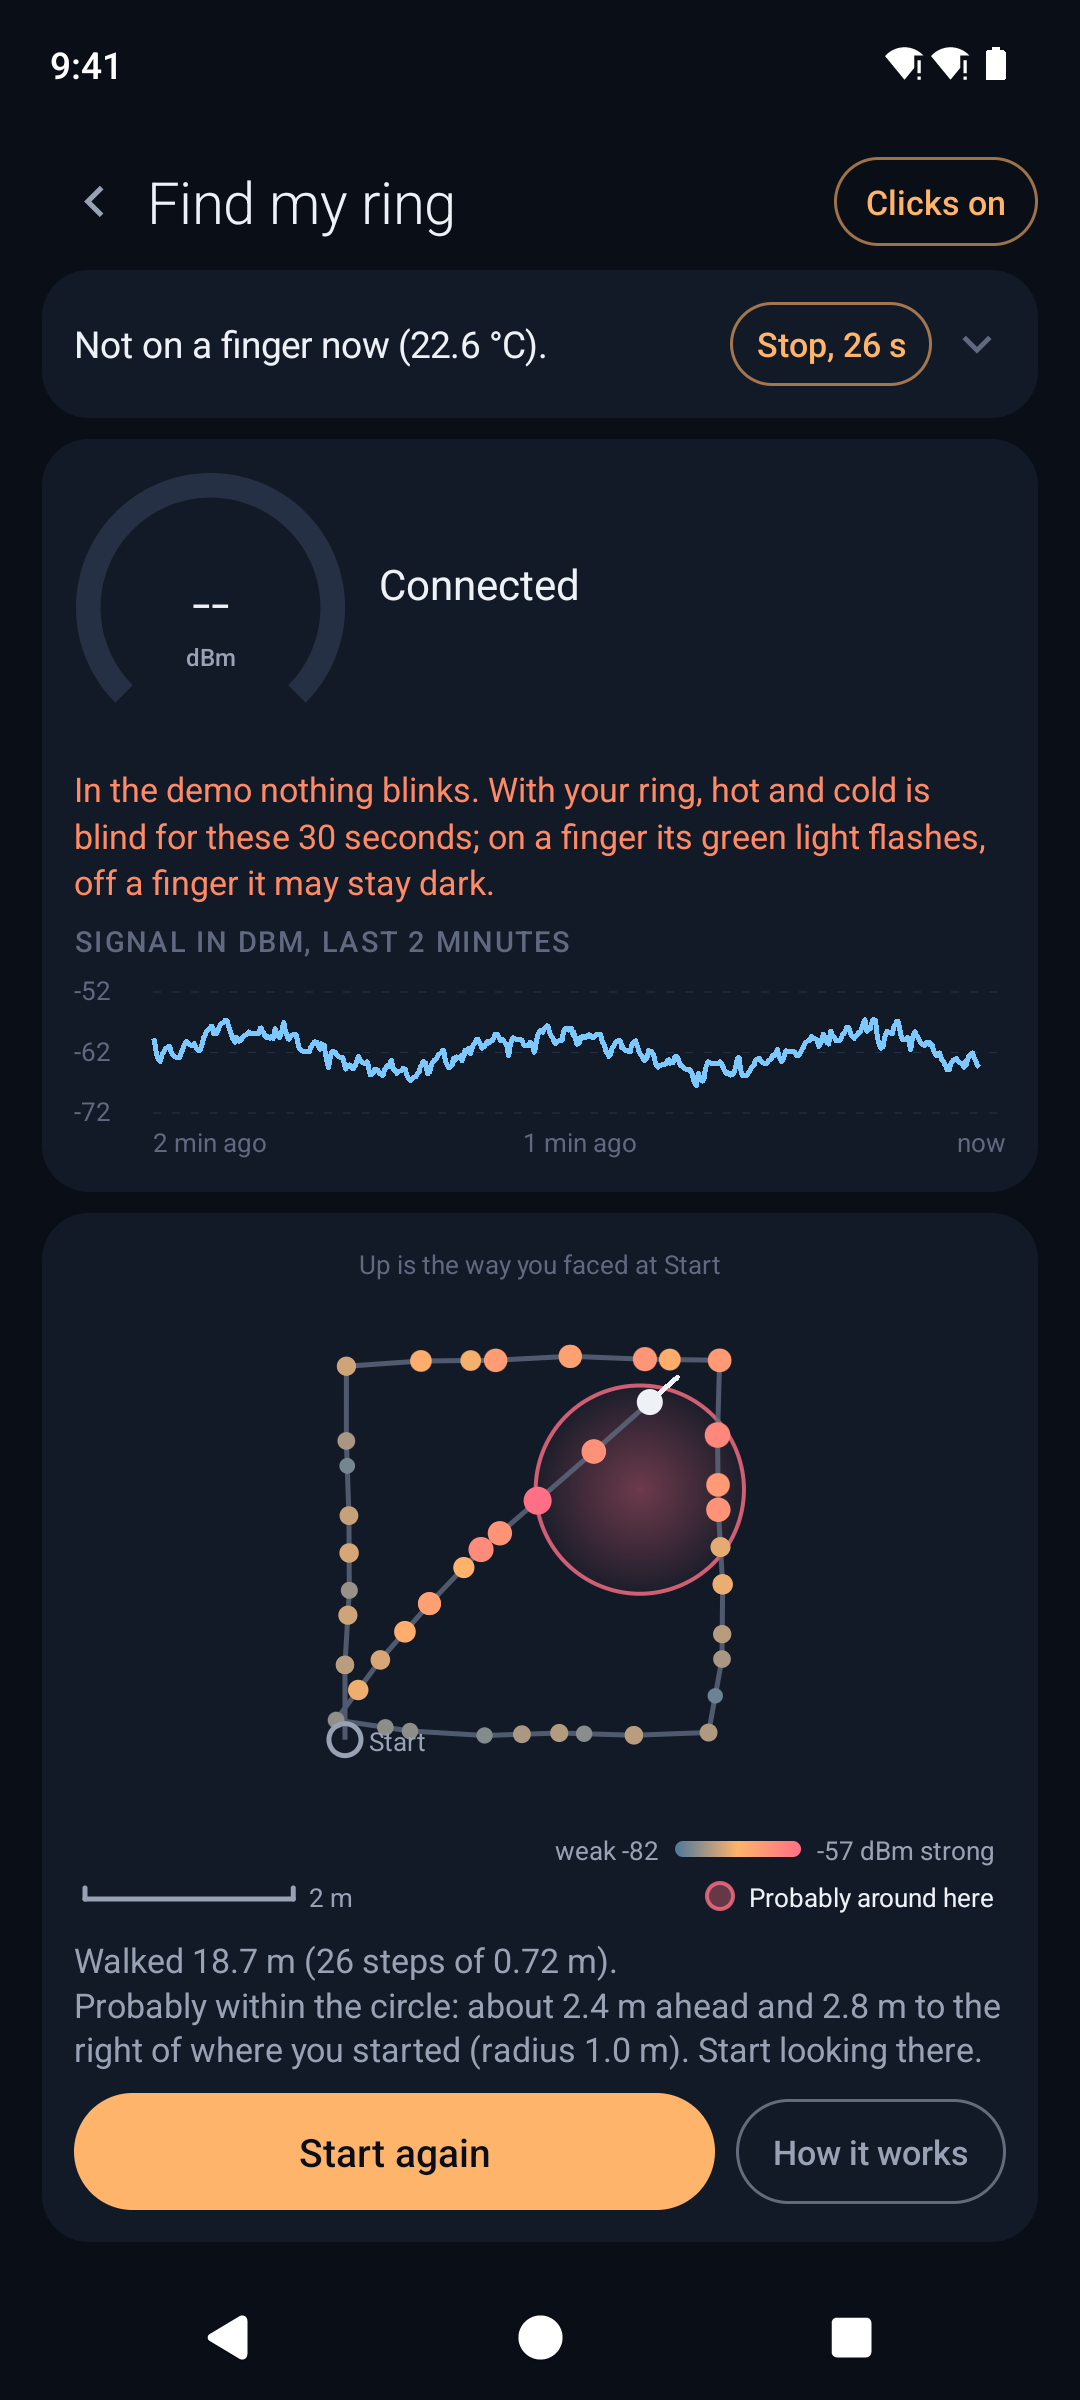 9:41
Find my ring
Clicks on
Not on a finger now (22.6 °C).
Stop, 26 s
--
dBm
Connected
In the demo nothing blinks. With your ring, hot and cold is
blind for these 30 seconds; on a finger its green light flashes,
off a finger it may stay dark.
SIGNAL IN DBM, LAST 2 MINUTES
-52
-62
-72
2 min ago
1 min ago
now
Up is the way you faced at Start
Start
weak -82
-57 dBm strong
2 m
Probably around here
Walked 18.7 m (26 steps of 0.72 m).
Probably within the circle: about 2.4 m ahead and 2.8 m to the
right of where you started (radius 1.0 m). Start looking there.
Start again
How it works